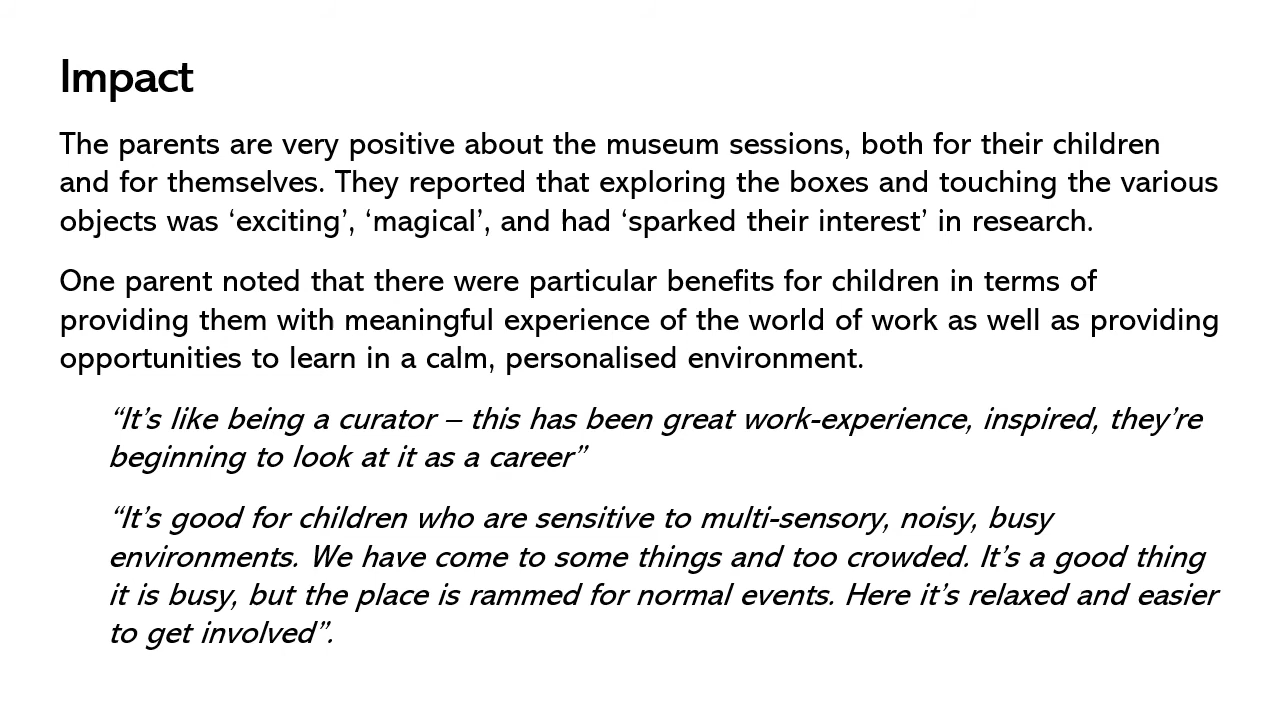 Impact
The parents are very positive about the museum sessions, both for their children
and for themselves. They reported that exploring the boxes and touching the various
objects was ‘exciting’, ‘magical’, and had ‘sparked their interest’ in research.
One parent noted that there were particular benefits for children in terms of
providing them with meaningful experience of the world of work as well as providing
opportunities to learn in a calm, personalised environment.
“It’s like being a curator – this has been great work-experience, inspired, they’re
beginning to look at it as a career”
“It’s good for children who are sensitive to multi-sensory, noisy, busy
environments. We have come to some things and too crowded. It’s a good thing
it is busy, but the place is rammed for normal events. Here it’s relaxed and easier
to get involved”.